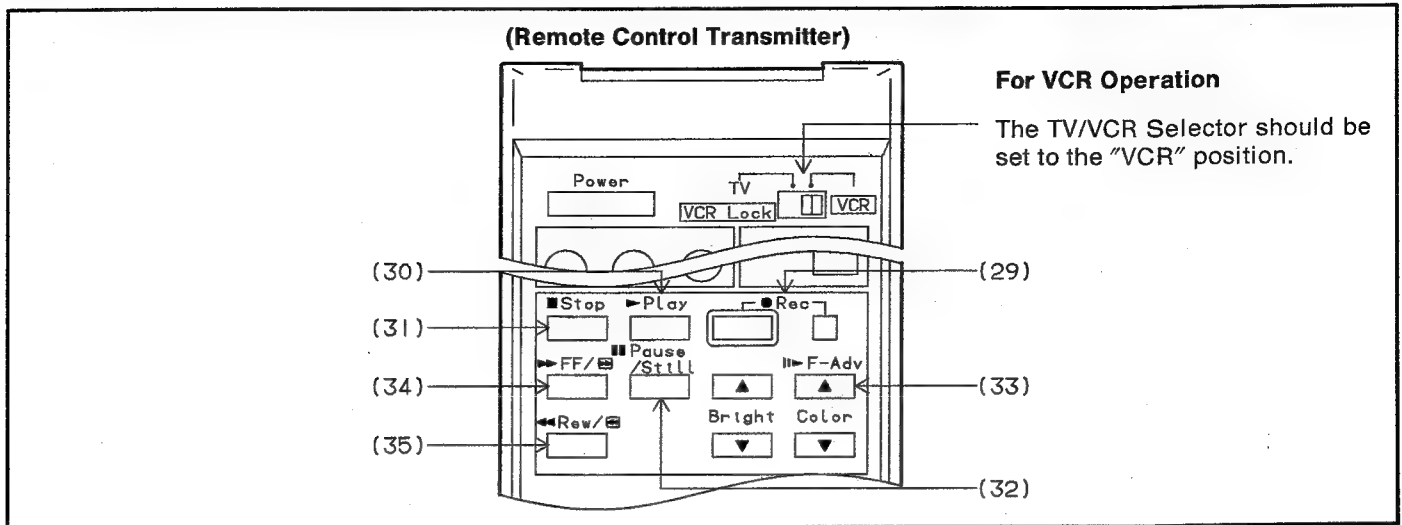 (Remote Control Transmitter)
For VCR Operation
The TV/VCR Selector should be
set to the "VCR" position.
Power
TV
VCR Lock
VCR
(30)
(29)
■Stop
►Play
●Rec
(31)
▮▮Pause
/Still
►►FF/
▮▮►F-Adv
(34)
▲
▲
(33)
◄◄Rew/
Bright
Color
(35)
▼
▼
(32)